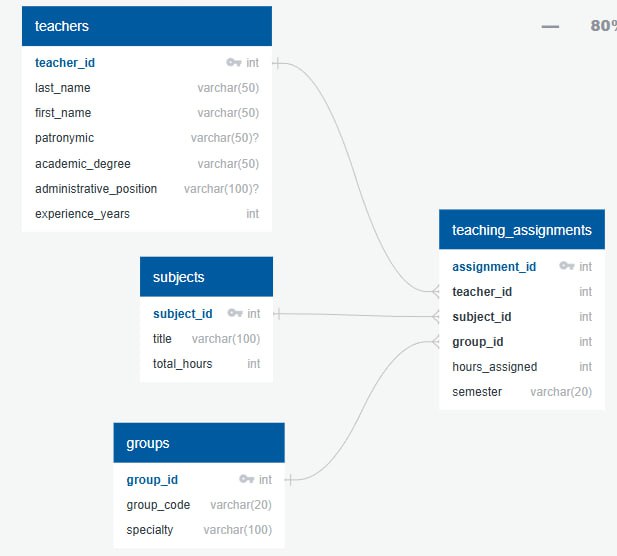 teachers
teacher_id int
last_name varchar(50)
first_name varchar(50)
patronymic varchar(50)?
academic_degree varchar(50)
administrative_position varchar(100)?
experience_years int
subjects
subject_id int
title varchar(100)
total_hours int
groups
group_id int
group_code varchar(20)
specialty varchar(100)
— 80%
teaching_assignments
assignment_id int
teacher_id int
subject_id int
group_id int
hours_assigned int
semester varchar(20)